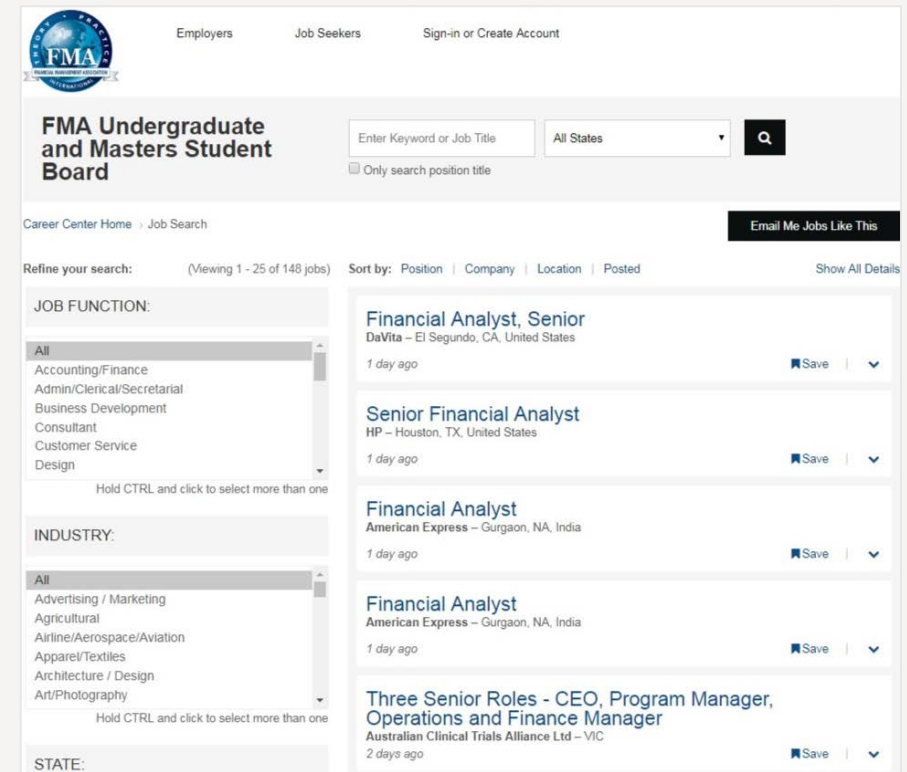 THEORY • PRACTICE
FMA
FINANCIAL MANAGEMENT ASSOCIATION
INTERNATIONAL
Employers
Job Seekers
Sign-in or Create Account
FMA Undergraduate
and Masters Student
Board
Enter Keyword or Job Title
All States
Only search position title
Career Center Home › Job Search
Email Me Jobs Like This
Refine your search:
(Viewing 1 - 25 of 148 jobs)
Sort by: Position | Company | Location | Posted
Show All Details
JOB FUNCTION:
All
Accounting/Finance
Admin/Clerical/Secretarial
Business Development
Consultant
Customer Service
Design
Hold CTRL and click to select more than one
INDUSTRY:
All
Advertising / Marketing
Agricultural
Airline/Aerospace/Aviation
Apparel/Textiles
Architecture / Design
Art/Photography
Hold CTRL and click to select more than one
STATE:
Financial Analyst, Senior
DaVita – El Segundo, CA, United States
1 day ago
Save |
Senior Financial Analyst
HP – Houston, TX, United States
1 day ago
Save |
Financial Analyst
American Express – Gurgaon, NA, India
1 day ago
Save |
Financial Analyst
American Express – Gurgaon, NA, India
1 day ago
Save |
Three Senior Roles - CEO, Program Manager,
Operations and Finance Manager
Australian Clinical Trials Alliance Ltd – VIC
2 days ago
Save |